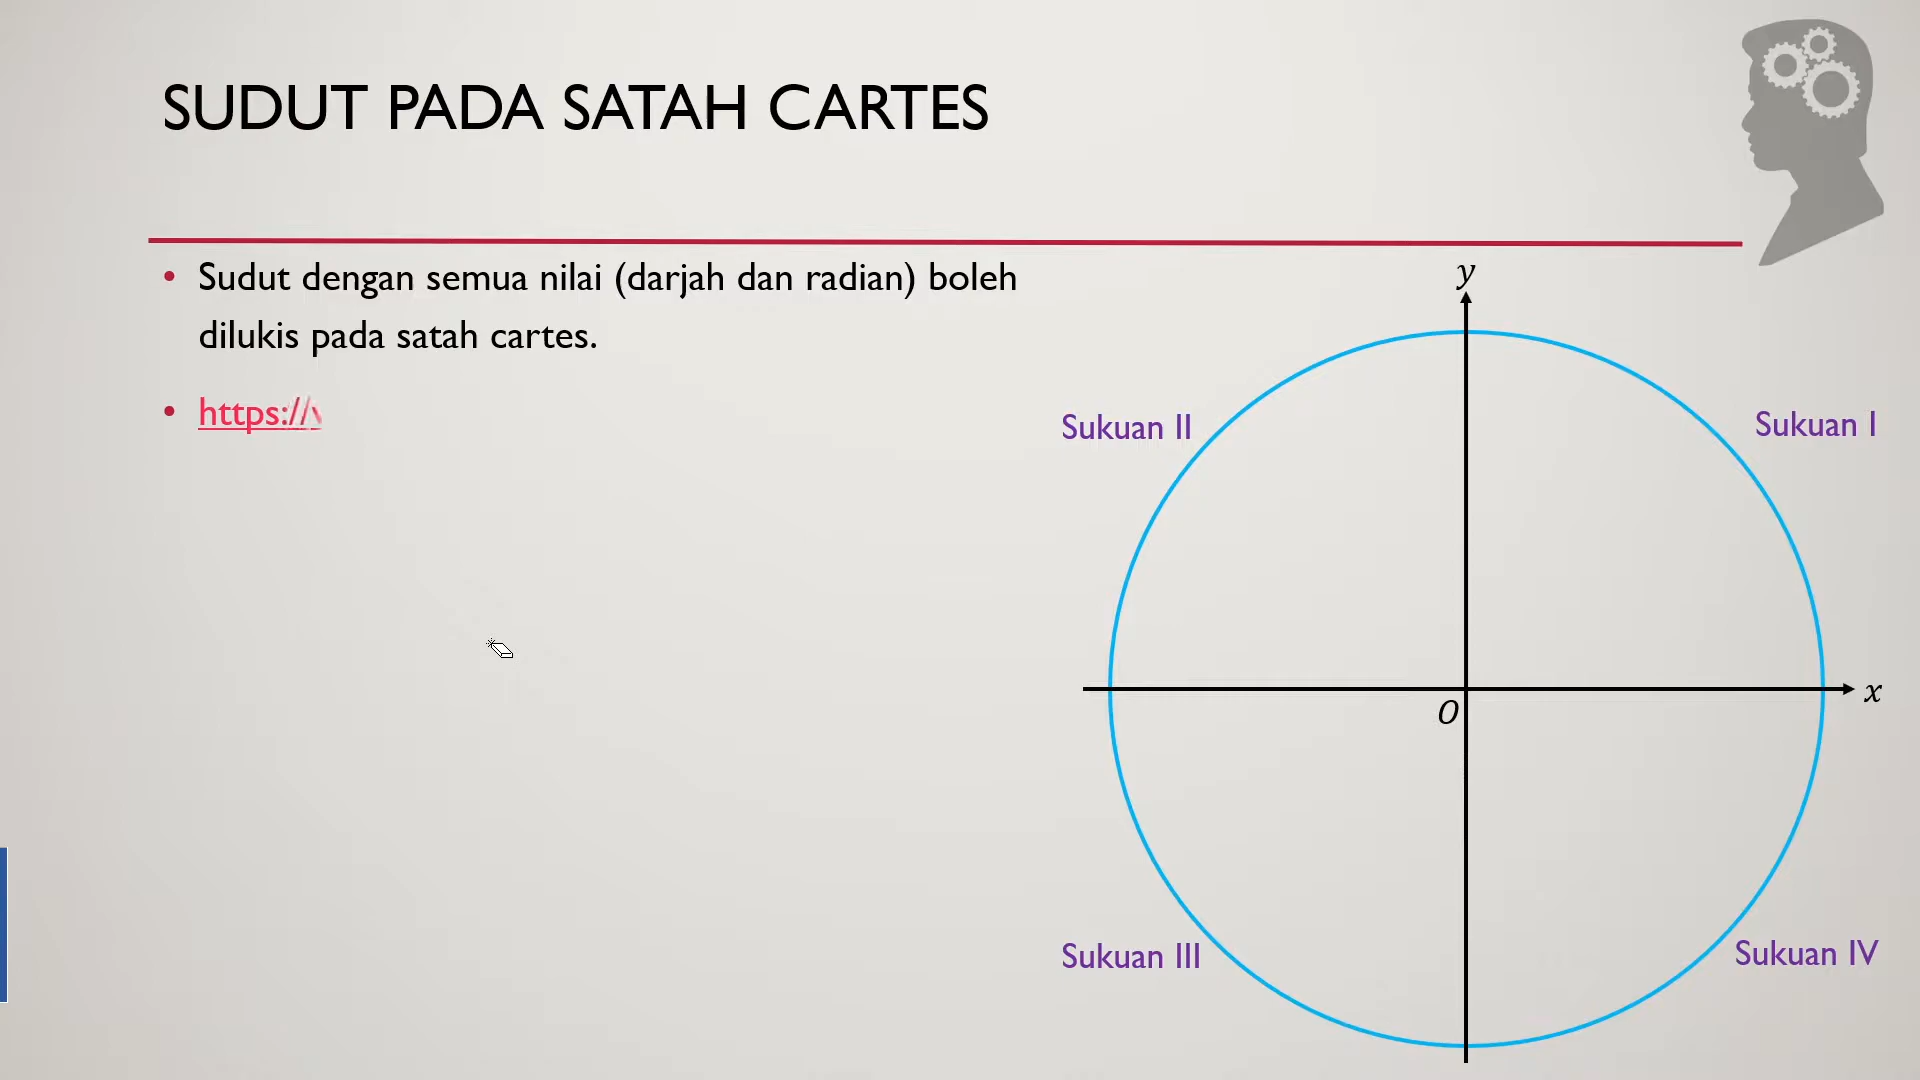 SUDUT PADA SATAH CARTES
• Sudut dengan semua nilai (darjah dan radian) boleh
dilukis pada satah cartes.
• https://
y
Sukuan II
Sukuan I
x
O
Sukuan III
Sukuan IV